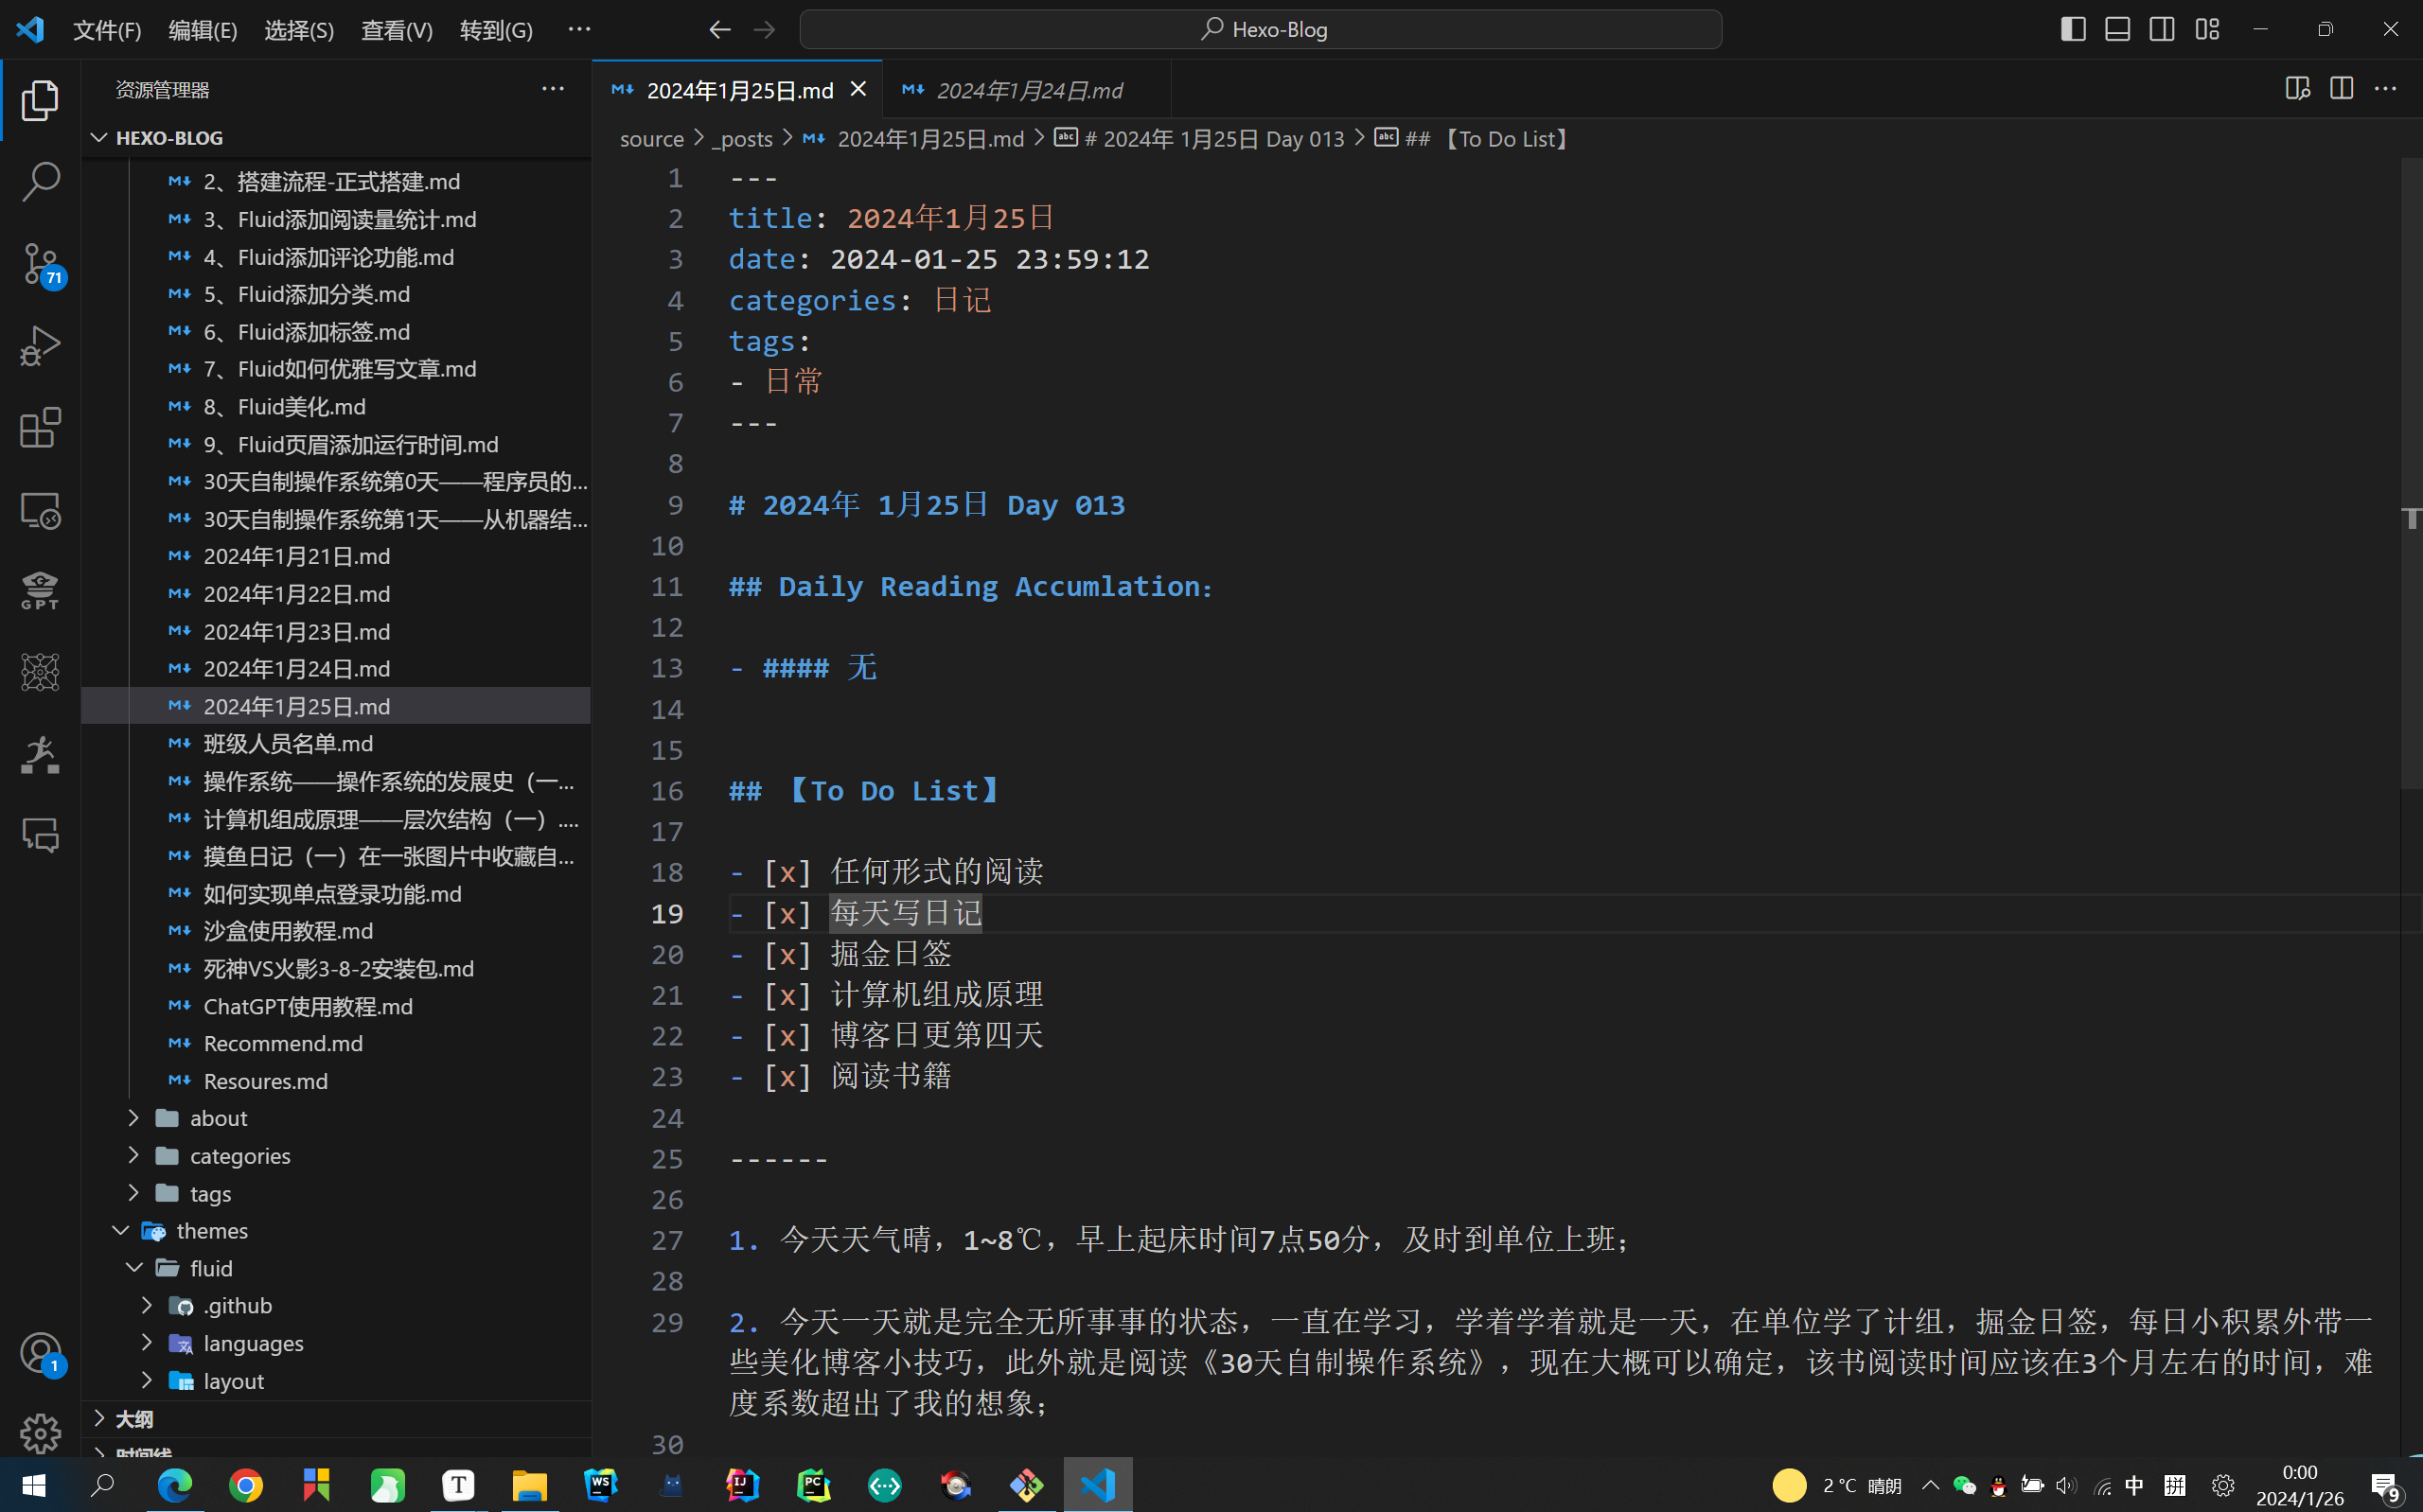 文件(F) 编辑(E) 选择(S) 查看(V) 转到(G) ···
Hexo-Blog
资源管理器
HEXO-BLOG
2、搭建流程-正式搭建.md
3、Fluid添加阅读量统计.md
4、Fluid添加评论功能.md
5、Fluid添加分类.md
6、Fluid添加标签.md
7、Fluid如何优雅写文章.md
8、Fluid美化.md
9、Fluid页眉添加运行时间.md
30天自制操作系统第0天——程序员的...
30天自制操作系统第1天——从机器结...
2024年1月21日.md
2024年1月22日.md
2024年1月23日.md
2024年1月24日.md
2024年1月25日.md
班级人员名单.md
操作系统——操作系统的发展史（一...
计算机组成原理——层次结构（一）....
摸鱼日记（一）在一张图片中收藏自...
如何实现单点登录功能.md
沙盒使用教程.md
死神VS火影3-8-2安装包.md
ChatGPT使用教程.md
Recommend.md
Resoures.md
about
categories
tags
themes
fluid
.github
languages
layout
大纲
时间线
71
GPT
1
2024年1月25日.md 2024年1月24日.md
source > _posts > 2024年1月25日.md > # 2024年 1月25日 Day 013 > ## 【To Do List】
1 ---
2 title: 2024年1月25日
3 date: 2024-01-25 23:59:12
4 categories: 日记
5 tags:
6 - 日常
7 ---
8
9 # 2024年 1月25日 Day 013
10
11 ## Daily Reading Accumlation：
12
13 - #### 无
14
15
16 ## 【To Do List】
17
18 - [x] 任何形式的阅读
19 - [x] 每天写日记
20 - [x] 掘金日签
21 - [x] 计算机组成原理
22 - [x] 博客日更第四天
23 - [x] 阅读书籍
24
25 ------
26
27 1. 今天天气晴，1~8℃，早上起床时间7点50分，及时到单位上班；
28
29 2. 今天一天就是完全无所事事的状态，一直在学习，学着学着就是一天，在单位学了计组，掘金日签，每日小积累外带一
些美化博客小技巧，此外就是阅读《30天自制操作系统》，现在大概可以确定，该书阅读时间应该在3个月左右的时间，难
度系数超出了我的想象；
30
T WS IJ PC
2°C 晴朗 中 拼
0:00
2024/1/26
9